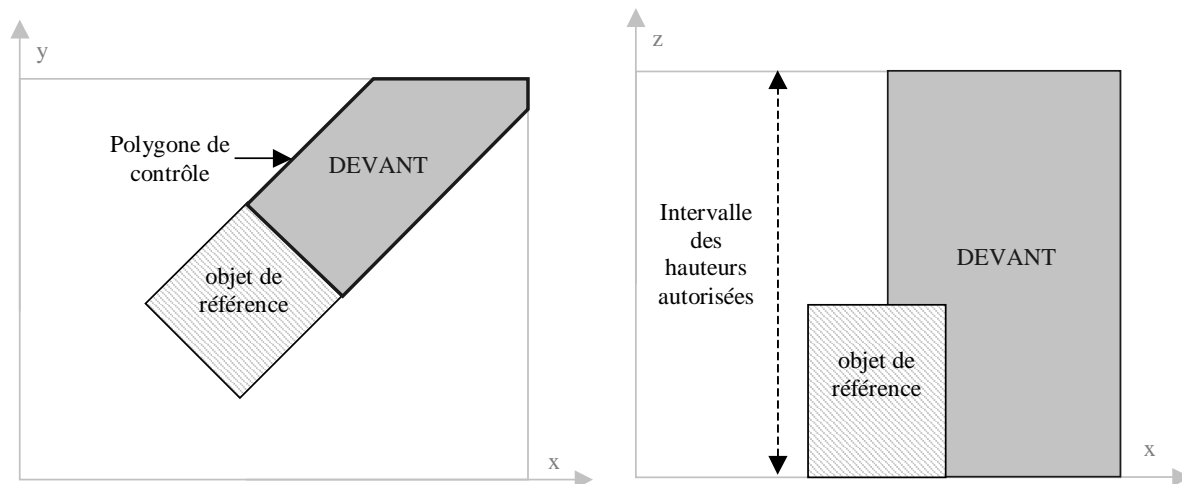 y
Polygone de
contrôle
DEVANT
objet de
référence
x
z
Intervalle
des
hauteurs
autorisées
DEVANT
objet de
référence
x